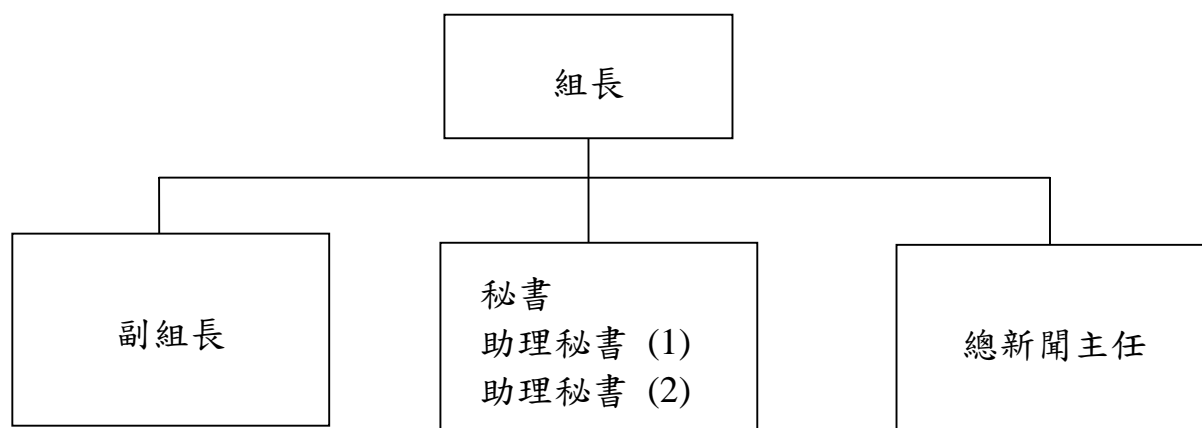 組長
副組長
秘書
助理秘書 (1)
助理秘書 (2)
總新聞主任